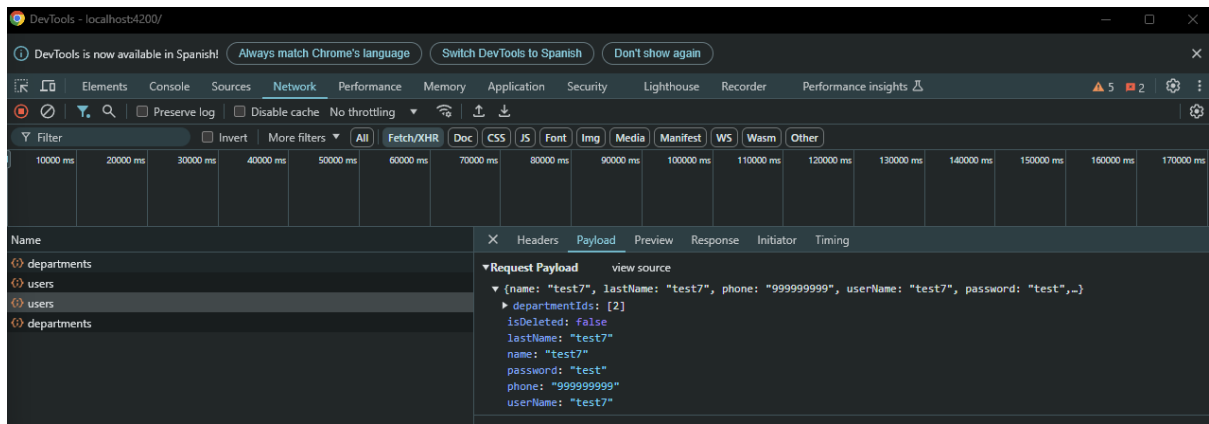 DevTools - localhost:4200/
DevTools is now available in Spanish! Always match Chrome's language Switch DevTools to Spanish Don't show again
Elements Console Sources Network Performance Memory Application Security Lighthouse Recorder Performance insights 5 2
Preserve log Disable cache No throttling
Filter Invert More filters All Fetch/XHR Doc CSS JS Font Img Media Manifest WS Wasm Other
10000 ms 20000 ms 30000 ms 40000 ms 50000 ms 60000 ms 70000 ms 80000 ms 90000 ms 100000 ms 110000 ms 120000 ms 130000 ms 140000 ms 150000 ms 160000 ms 170000 ms
Name
departments
users
users
departments
Headers Payload Preview Response Initiator Timing
Request Payload view source
{name: "test7", lastName: "test7", phone: "999999999", userName: "test7", password: "test",…}
departmentIds: [2]
isDeleted: false
lastName: "test7"
name: "test7"
password: "test"
phone: "999999999"
userName: "test7"